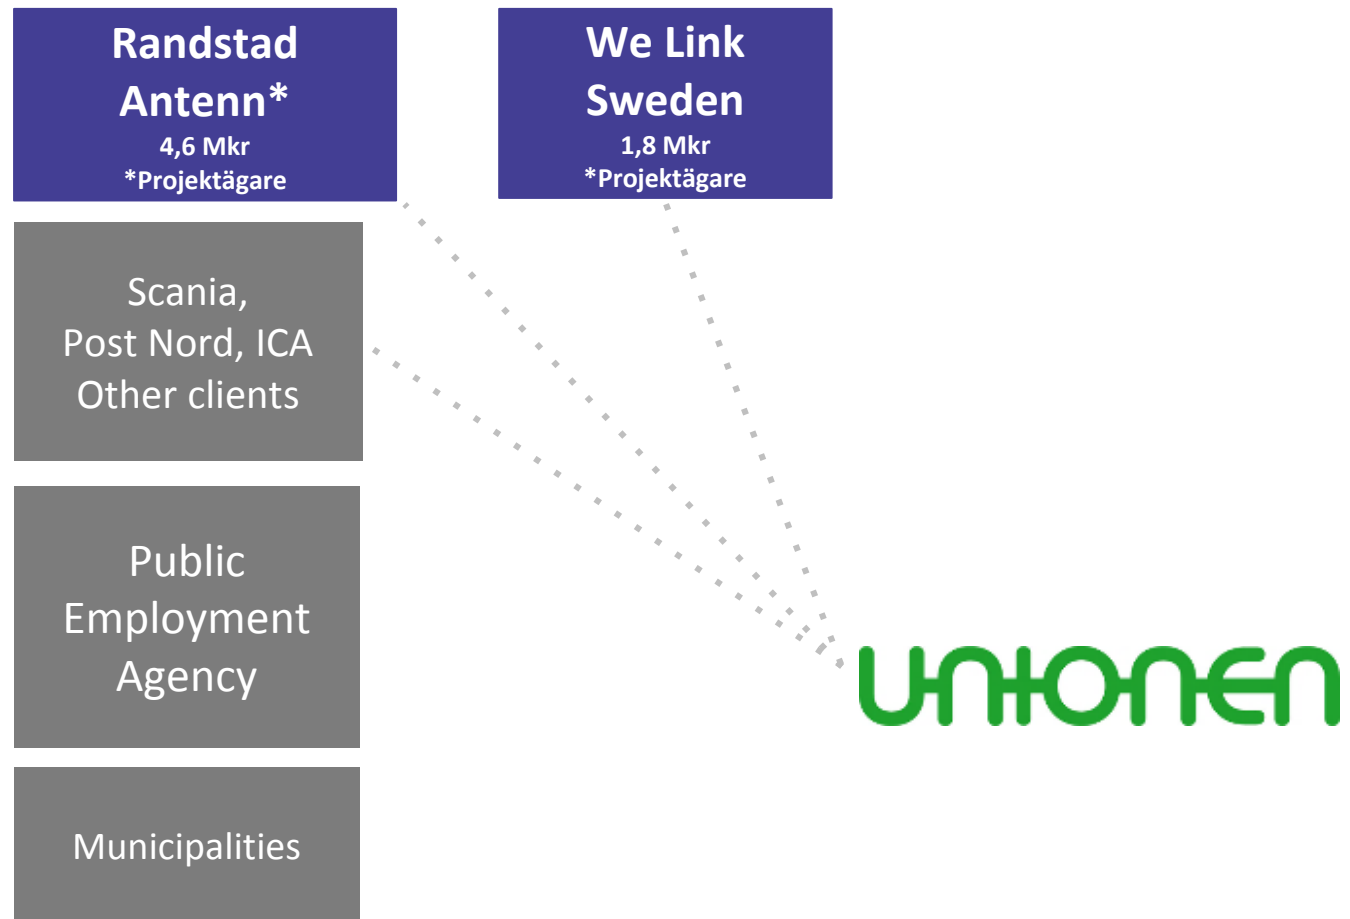 Randstad
Antenn*
4,6 Mkr
*Projektägare
We Link
Sweden
1,8 Mkr
*Projektägare
Scania,
Post Nord, ICA
Other clients
Public
Employment
Agency
Municipalities
UNIONEN